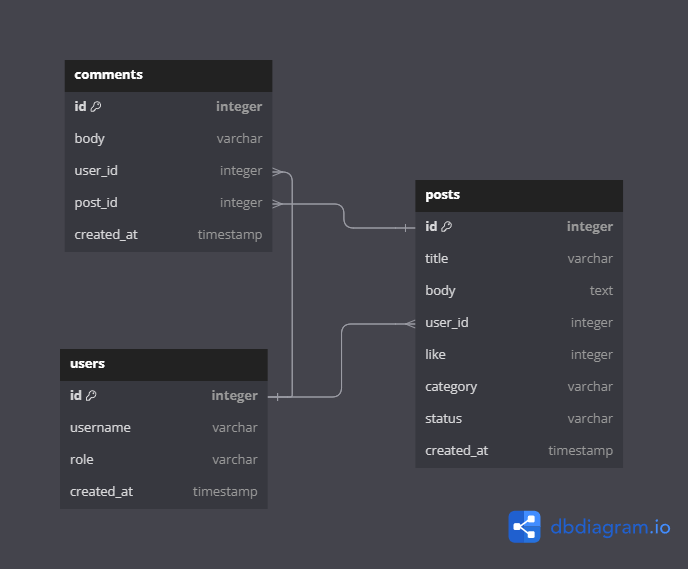 comments
id integer
body varchar
user_id integer
post_id integer
created_at timestamp
posts
id integer
title varchar
body text
user_id integer
like integer
category varchar
status varchar
created_at timestamp
users
id integer
username varchar
role varchar
created_at timestamp
dbdiagram.io